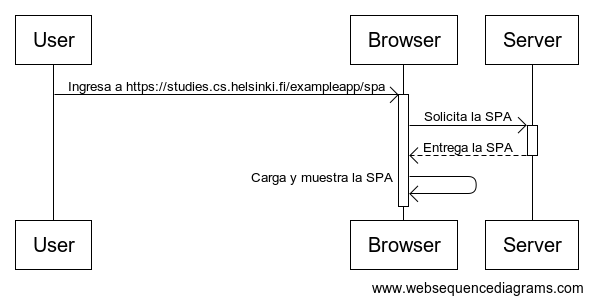 User
Browser
Server
Ingresa a https://studies.cs.helsinki.fi/exampleapp/spa
Solicita la SPA
Entrega la SPA
Carga y muestra la SPA
User
Browser
Server
www.websequencediagrams.com